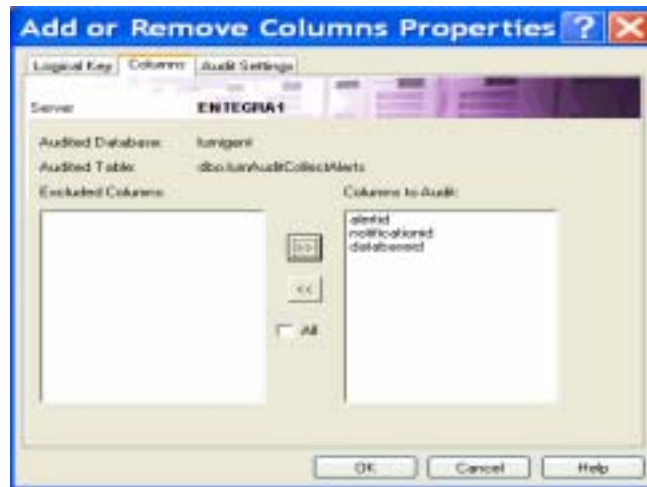 Add or Remove Columns Properties ? X
Logical Key Columns Audit Settings
Server: ENTEGRA1
Audited Database: lumigent
Audited Table: dbo.lumAuditCollectAlerts
Excluded Columns: Columns to Audit:
alertid
notificationid
databaseid
>>
<<
All
OK Cancel Help